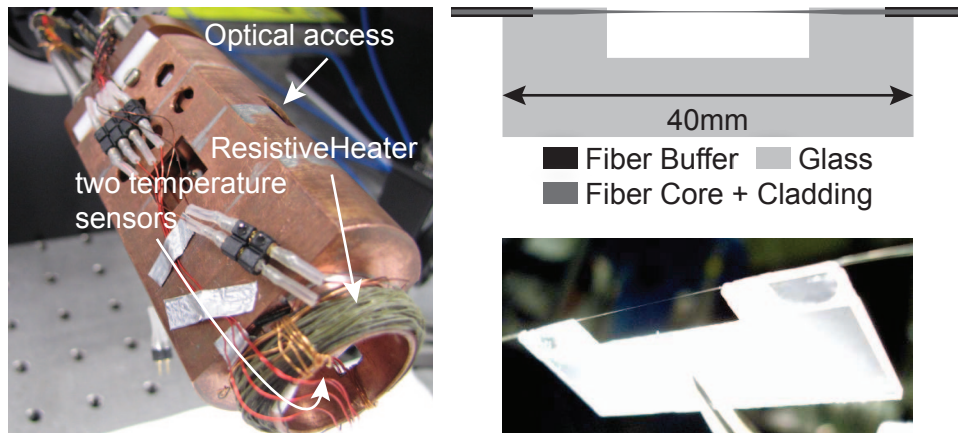 Optical access
ResistiveHeater
two temperature
sensors
40mm
Fiber Buffer Glass
Fiber Core + Cladding